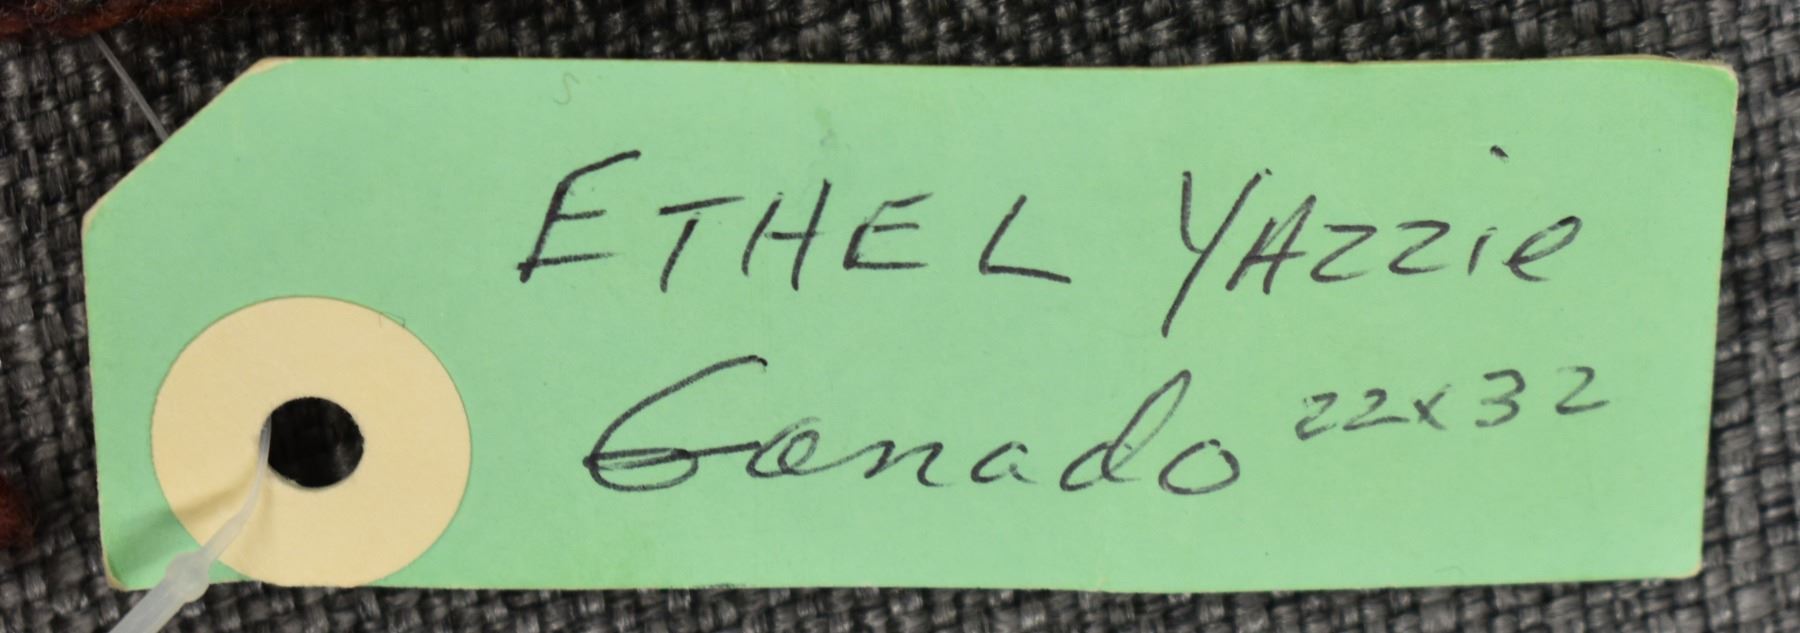 ETHEL YAzzie
Ganado 22x32